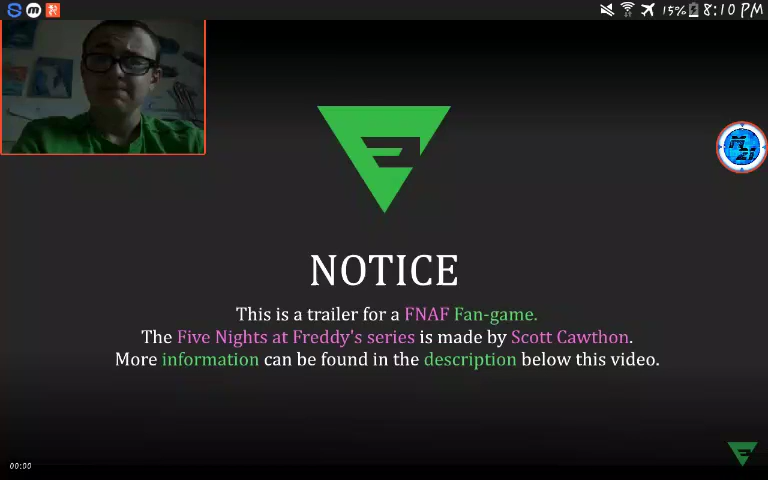 15% 8:10 PM
M
21
NOTICE
This is a trailer for a FNAF Fan-game.
The Five Nights at Freddy's series is made by Scott Cawthon.
More information can be found in the description below this video.
00:00